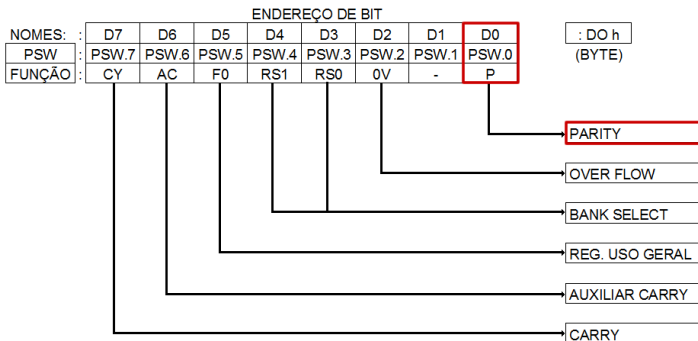 ENDEREÇO DE BIT
NOMES: : D7 D6 D5 D4 D3 D2 D1 D0 : DO h
PSW : PSW.7 PSW.6 PSW.5 PSW.4 PSW.3 PSW.2 PSW.1 PSW.0 (BYTE)
FUNÇÃO : CY AC F0 RS1 RS0 0V - P
PARITY
OVER FLOW
BANK SELECT
REG. USO GERAL
AUXILIAR CARRY
CARRY